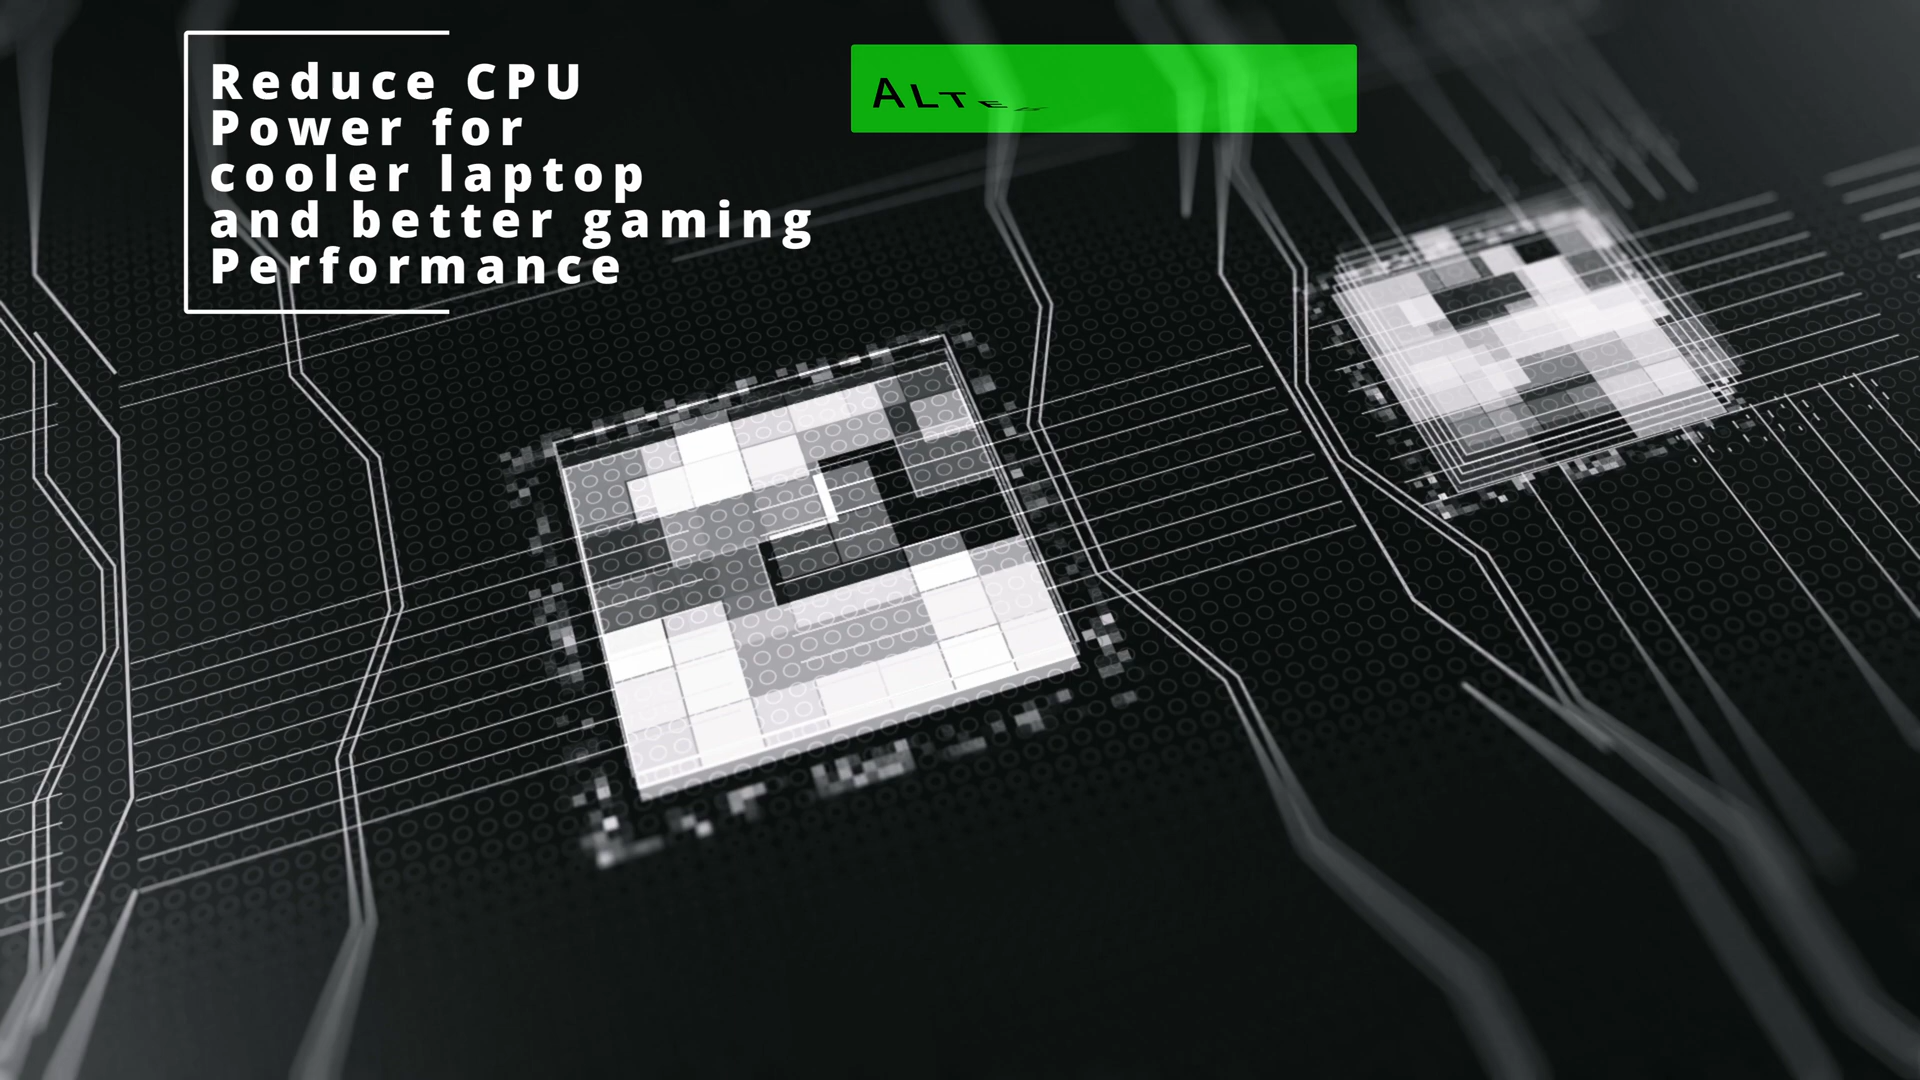 Reduce CPU
Power for
cooler laptop
and better gaming
Performance